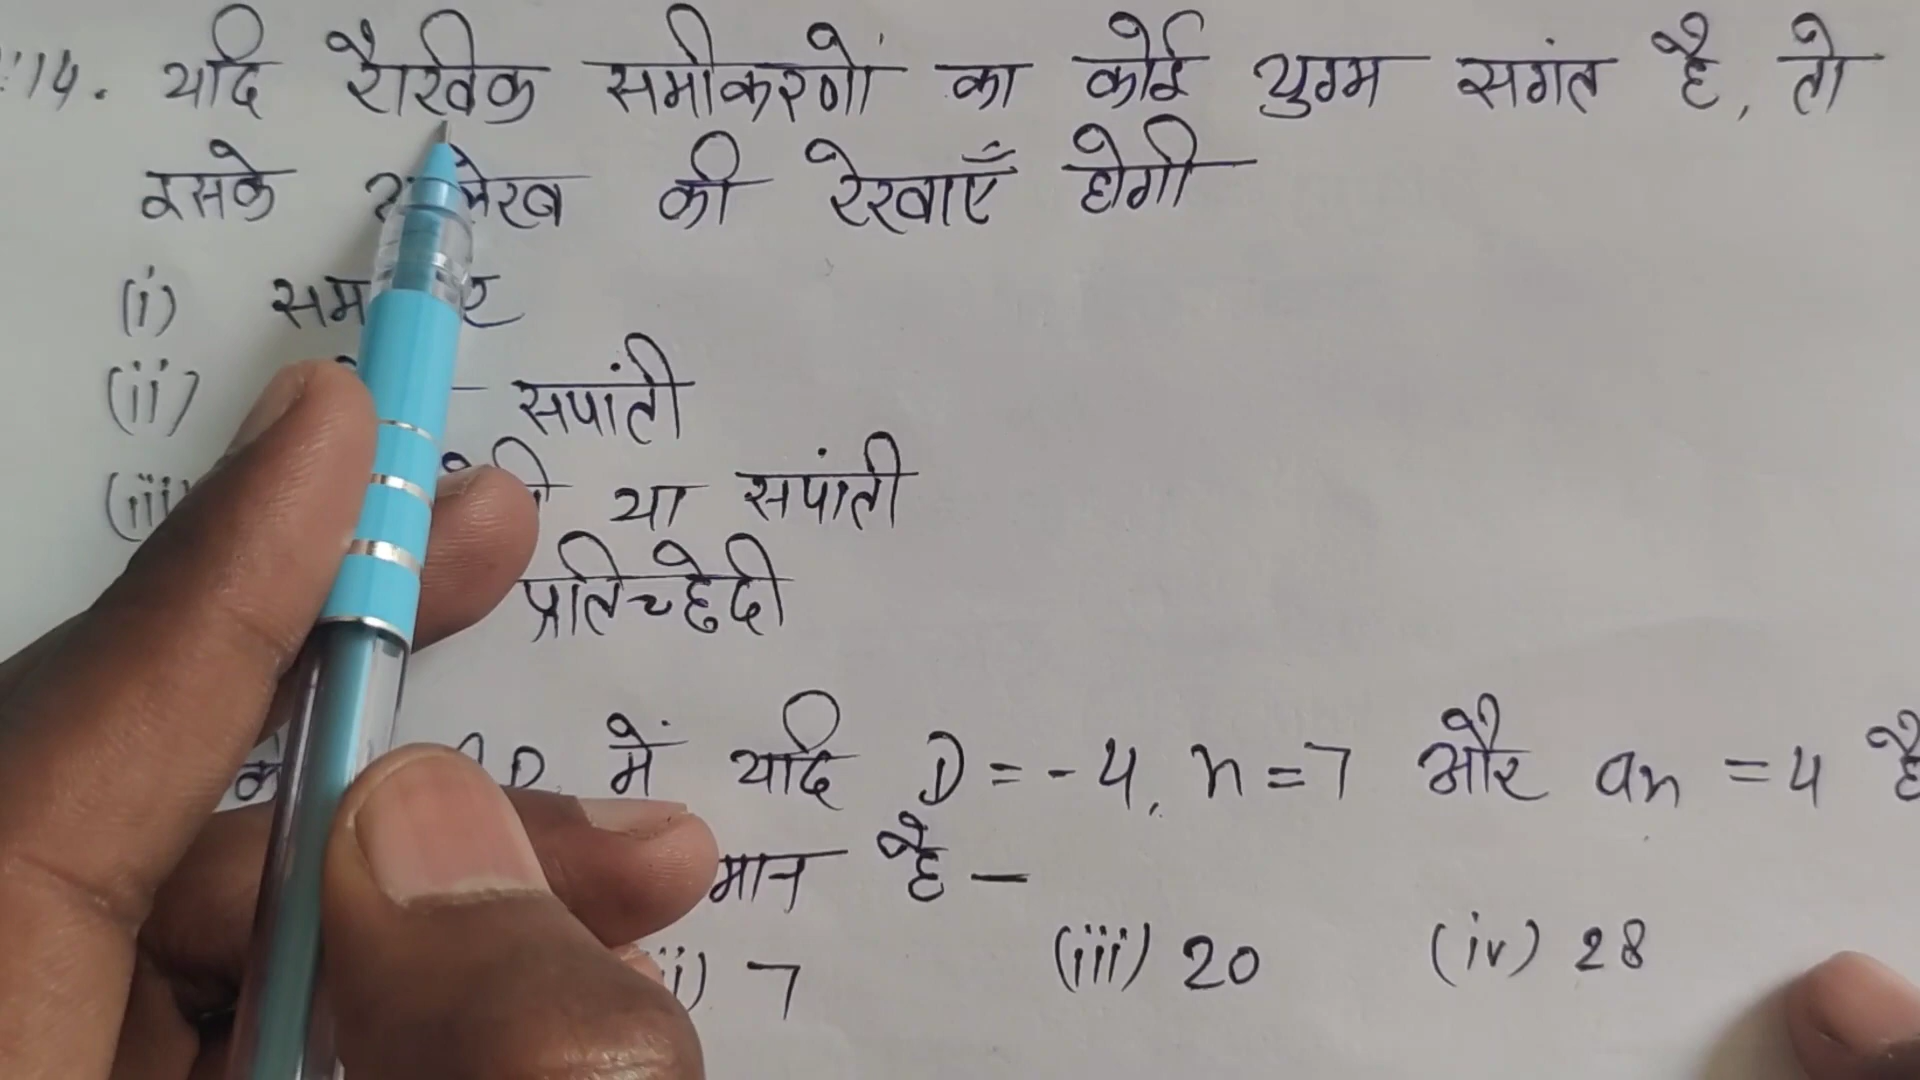 14. यदि रैखिक समीकरणों का कोई युग्म संगत है, तो
इसके की रेखाएँ होगी
(i)
(ii) - सपांती
(iii) या सपांती
प्रतिच्छेदी
में यदि D = -4, n = 7 और an = 4 है
मान है -
7 (iii) 20 (iv) 28